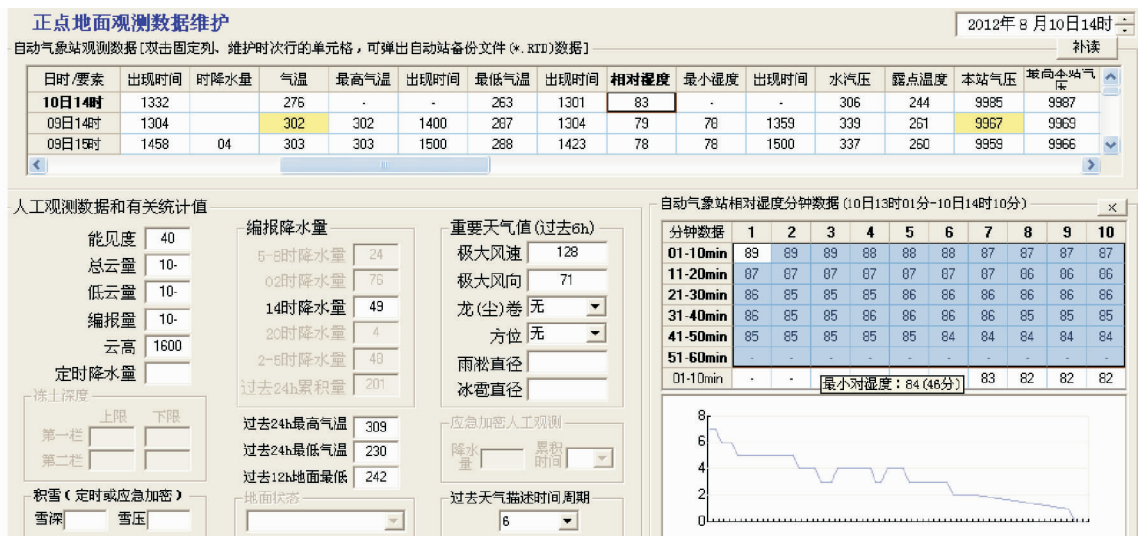 正点地面观测数据维护
2012年 8月10日14时
自动气象站观测数据[双击固定列、维护时次行的单元格，可弹出自动站备份文件(*.RTD)数据]
补读
日时/要素 出现时间 时降水量 气温 最高气温 出现时间 最低气温 出现时间 相对湿度 最小湿度 出现时间 水汽压 露点温度 本站气压 最高本站气压
10日14时 1332 276 - - 263 1301 83 - - 306 244 9985 9987
09日14时 1304 302 302 1400 287 1304 79 78 1359 339 261 9967 9969
09日15时 1458 04 303 303 1500 288 1423 78 78 1500 337 260 9959 9966
人工观测数据和有关统计值
能见度 40
总云量 10-
低云量 10-
编报量 10-
云高 1600
定时降水量
冻土深度
上限 下限
第一栏
第二栏
积雪(定时或应急加密)
雪深 雪压
编报降水量
5-8时降水量 24
02时降水量 76
14时降水量 49
20时降水量 4
2-5时降水量 48
过去24h累积量 201
过去24h最高气温 309
过去24h最低气温 230
过去12h地面最低 242
地面状态
重要天气值(过去6h)
极大风速 128
极大风向 71
龙(尘)卷 无
方位 无
雨凇直径
冰雹直径
应急加密人工观测
降水量 累积时间
过去天气描述时间周期
6
自动气象站相对湿度分钟数据(10日13时01分-10日14时10分)
×
分钟数据 1 2 3 4 5 6 7 8 9 10
01-10min 89 89 89 88 88 88 87 87 87 87
11-20min 87 87 87 87 87 87 87 86 86 86
21-30min 86 85 85 85 86 86 86 86 86 86
31-40min 86 85 85 85 86 86 86 85 85 85
41-50min 85 85 85 85 85 84 84 84 84 84
51-60min - - - - - - - - - -
01-10min - - 83 82 82 82
最小对湿度：84(46分)
8
6
4
2
0